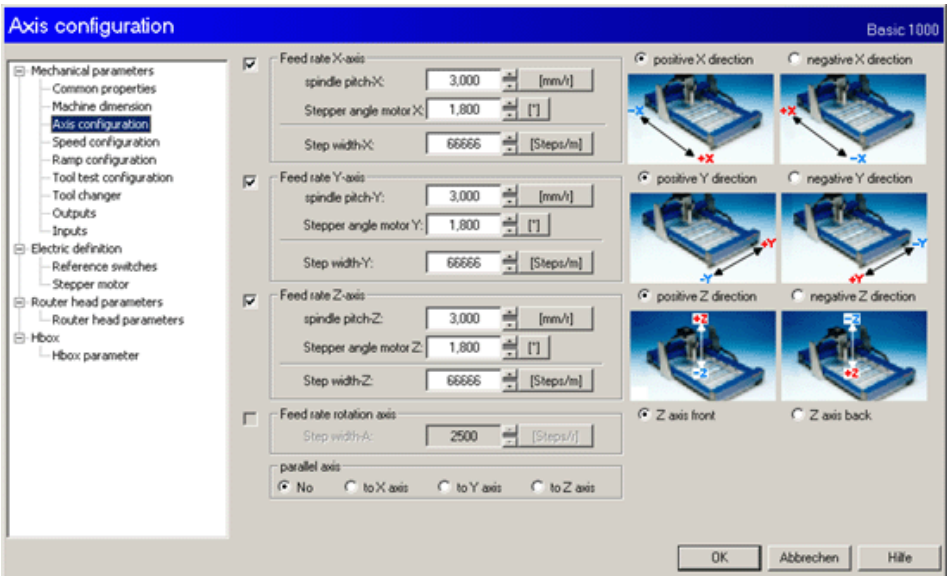 Axis configuration
Basic 1000
Mechanical parameters
Common properties
Machine dimension
Axis configuration
Speed configuration
Ramp configuration
Tool test configuration
Tool changer
Outputs
Inputs
Electric definition
Reference switches
Stepper motor
Router head parameters
Router head parameters
Hbox
Hbox parameter
Feed rate X-axis
spindle pitch-X: 3,000 [mm/r]
Stepper angle motor X: 1,800 [°]
Step width-X: 66666 [Steps/m]
Feed rate Y-axis
spindle pitch-Y: 3,000 [mm/r]
Stepper angle motor Y: 1,800 [°]
Step width-Y: 66666 [Steps/m]
Feed rate Z-axis
spindle pitch-Z: 3,000 [mm/r]
Stepper angle motor Z: 1,800 [°]
Step width-Z: 66666 [Steps/m]
Feed rate rotation axis
Step width-A: 2500 [Steps/r]
parallel axis
No to X axis to Y axis to Z axis
positive X direction negative X direction
-X +X
+X -X
positive Y direction negative Y direction
+Y -Y
-Y +Y
positive Z direction negative Z direction
+Z -Z
-Z +Z
Z axis front Z axis back
OK Abbrechen Hilfe